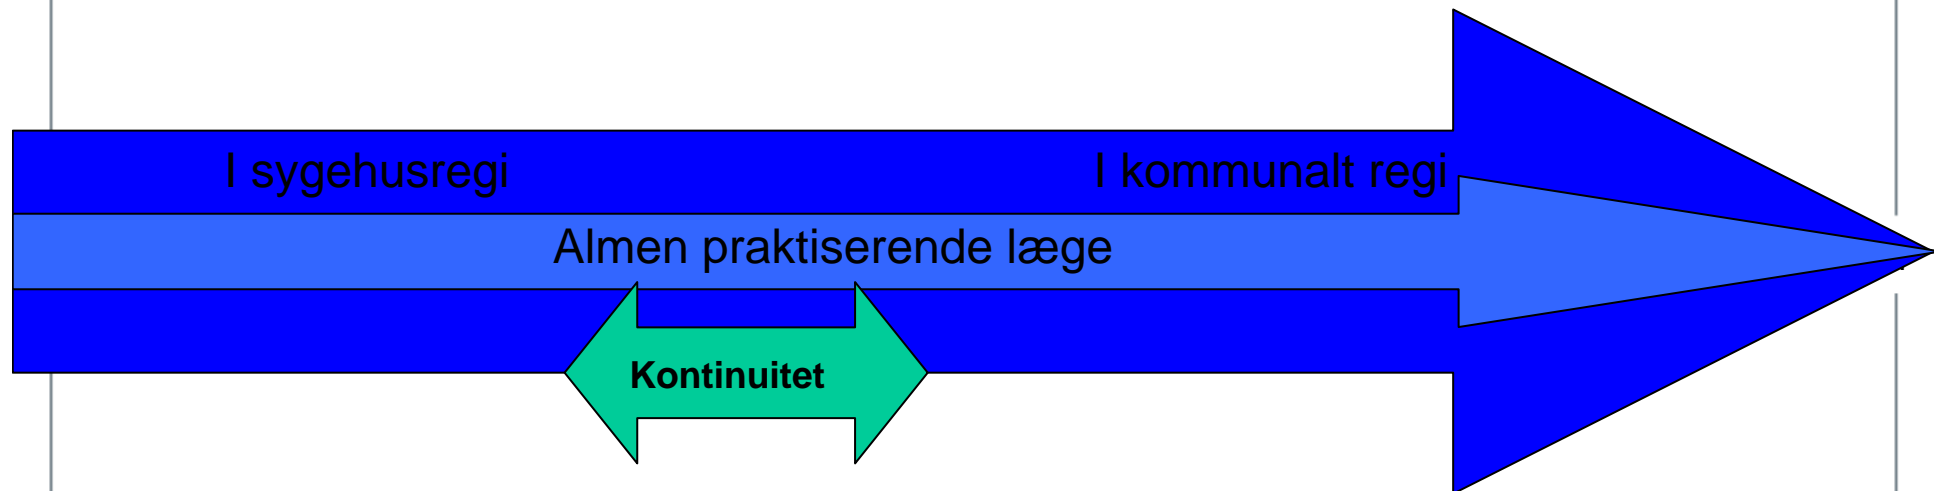 I sygehusregi
I kommunalt regi
Almen praktiserende læge
Kontinuitet